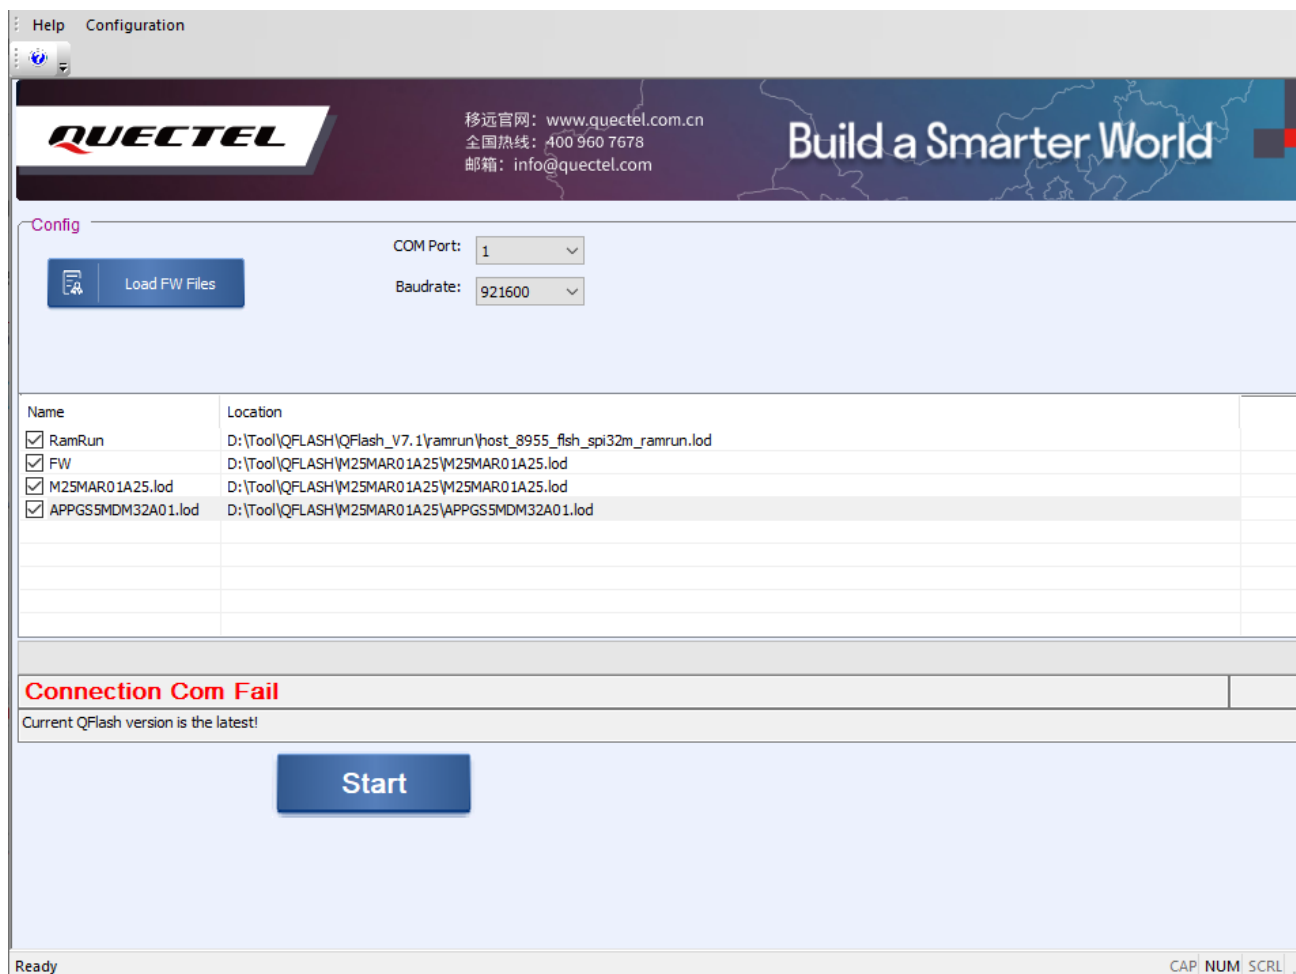 Help Configuration
QUECTEL
移远官网：www.quectel.com.cn
全国热线：400 960 7678
邮箱：info@quectel.com
Build a Smarter World
Config
Load FW Files
COM Port: 1
Baudrate: 921600
Name Location
RamRun D:\Tool\QFLASH\QFlash_V7.1\ramrun\host_8955_flsh_spi32m_ramrun.lod
FW D:\Tool\QFLASH\M25MAR01A25\M25MAR01A25.lod
M25MAR01A25.lod D:\Tool\QFLASH\M25MAR01A25\M25MAR01A25.lod
APPGS5MDM32A01.lod D:\Tool\QFLASH\M25MAR01A25\APPGS5MDM32A01.lod
Connection Com Fail
Current QFlash version is the latest!
Start
Ready CAP NUM SCRL